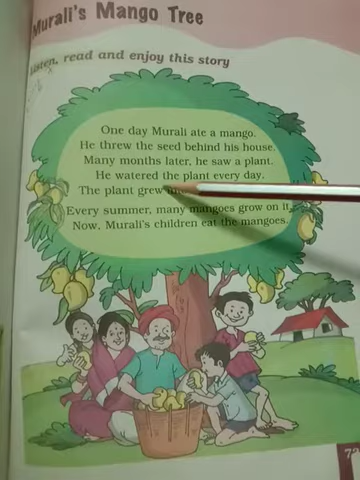 Murali's Mango Tree
Listen, read and enjoy this story
One day Murali ate a mango.
He threw the seed behind his house.
Many months later, he saw a plant.
He watered the plant every day.
The plant grew
Every summer, many mangoes grow on it.
Now, Murali's children eat the mangoes.